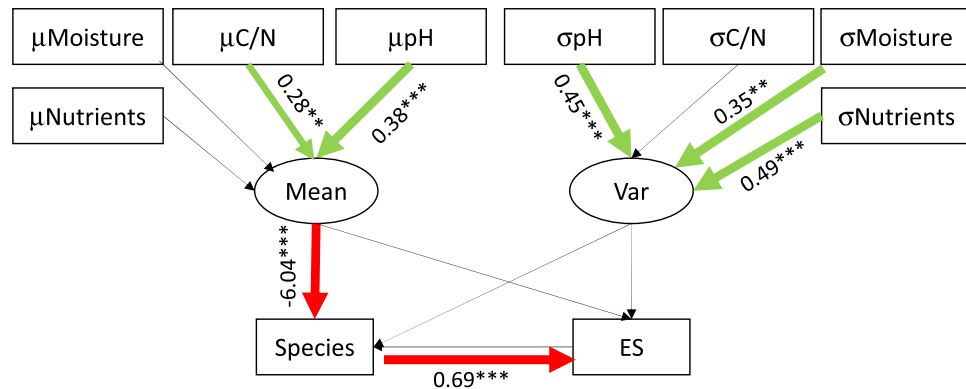 μMoisture
μC/N
μpH
σpH
σC/N
σMoisture
μNutrients
σNutrients
0.28**
0.38***
0.45***
0.35**
0.49***
Mean
Var
-6.04***
Species
ES
0.69***